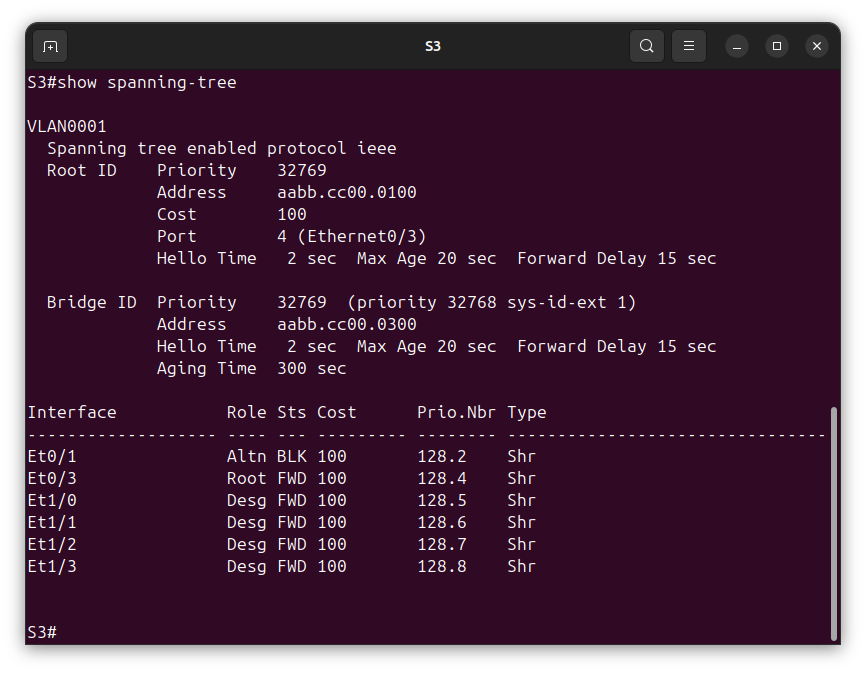 S3
S3#show spanning-tree

VLAN0001
  Spanning tree enabled protocol ieee
  Root ID    Priority    32769
             Address     aabb.cc00.0100
             Cost        100
             Port        4 (Ethernet0/3)
             Hello Time   2 sec  Max Age 20 sec  Forward Delay 15 sec

  Bridge ID  Priority    32769  (priority 32768 sys-id-ext 1)
             Address     aabb.cc00.0300
             Hello Time   2 sec  Max Age 20 sec  Forward Delay 15 sec
             Aging Time  300 sec

Interface           Role Sts Cost      Prio.Nbr Type
------------------- ---- --- --------- -------- --------------------------------
Et0/1               Altn BLK 100       128.2    Shr
Et0/3               Root FWD 100       128.4    Shr
Et1/0               Desg FWD 100       128.5    Shr
Et1/1               Desg FWD 100       128.6    Shr
Et1/2               Desg FWD 100       128.7    Shr
Et1/3               Desg FWD 100       128.8    Shr


S3#